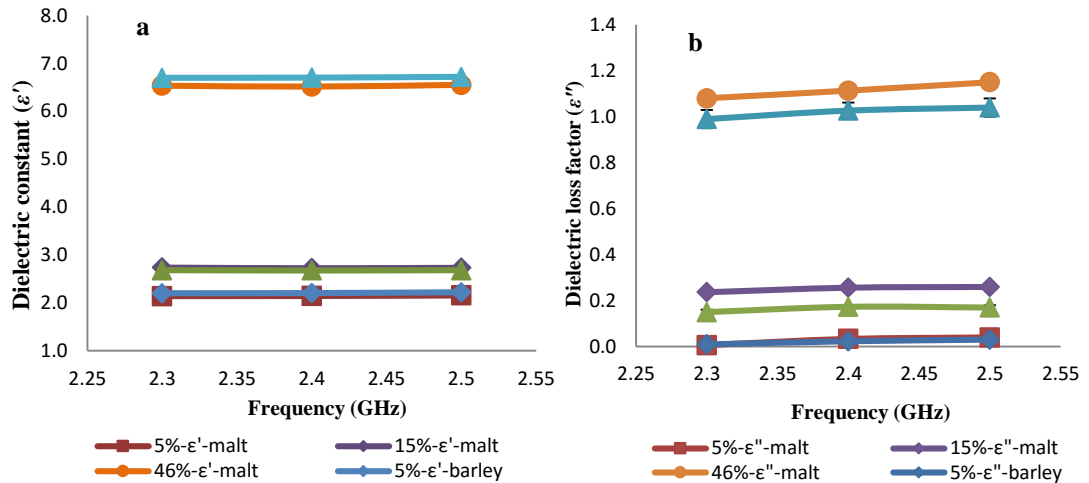 a
8.0
7.0
6.0
5.0
4.0
3.0
2.0
1.0
Dielectric constant (ε′)
2.25 2.3 2.35 2.4 2.45 2.5 2.55
Frequency (GHz)
5%-ε'-malt 15%-ε'-malt
46%-ε'-malt 5%-ε'-barley
b
1.4
1.2
1.0
0.8
0.6
0.4
0.2
0.0
Dielectric loss factor (ε″)
2.25 2.3 2.35 2.4 2.45 2.5 2.55
Frequency (GHz)
5%-ε"-malt 15%-ε"-malt
46%-ε"-malt 5%-ε"-barley